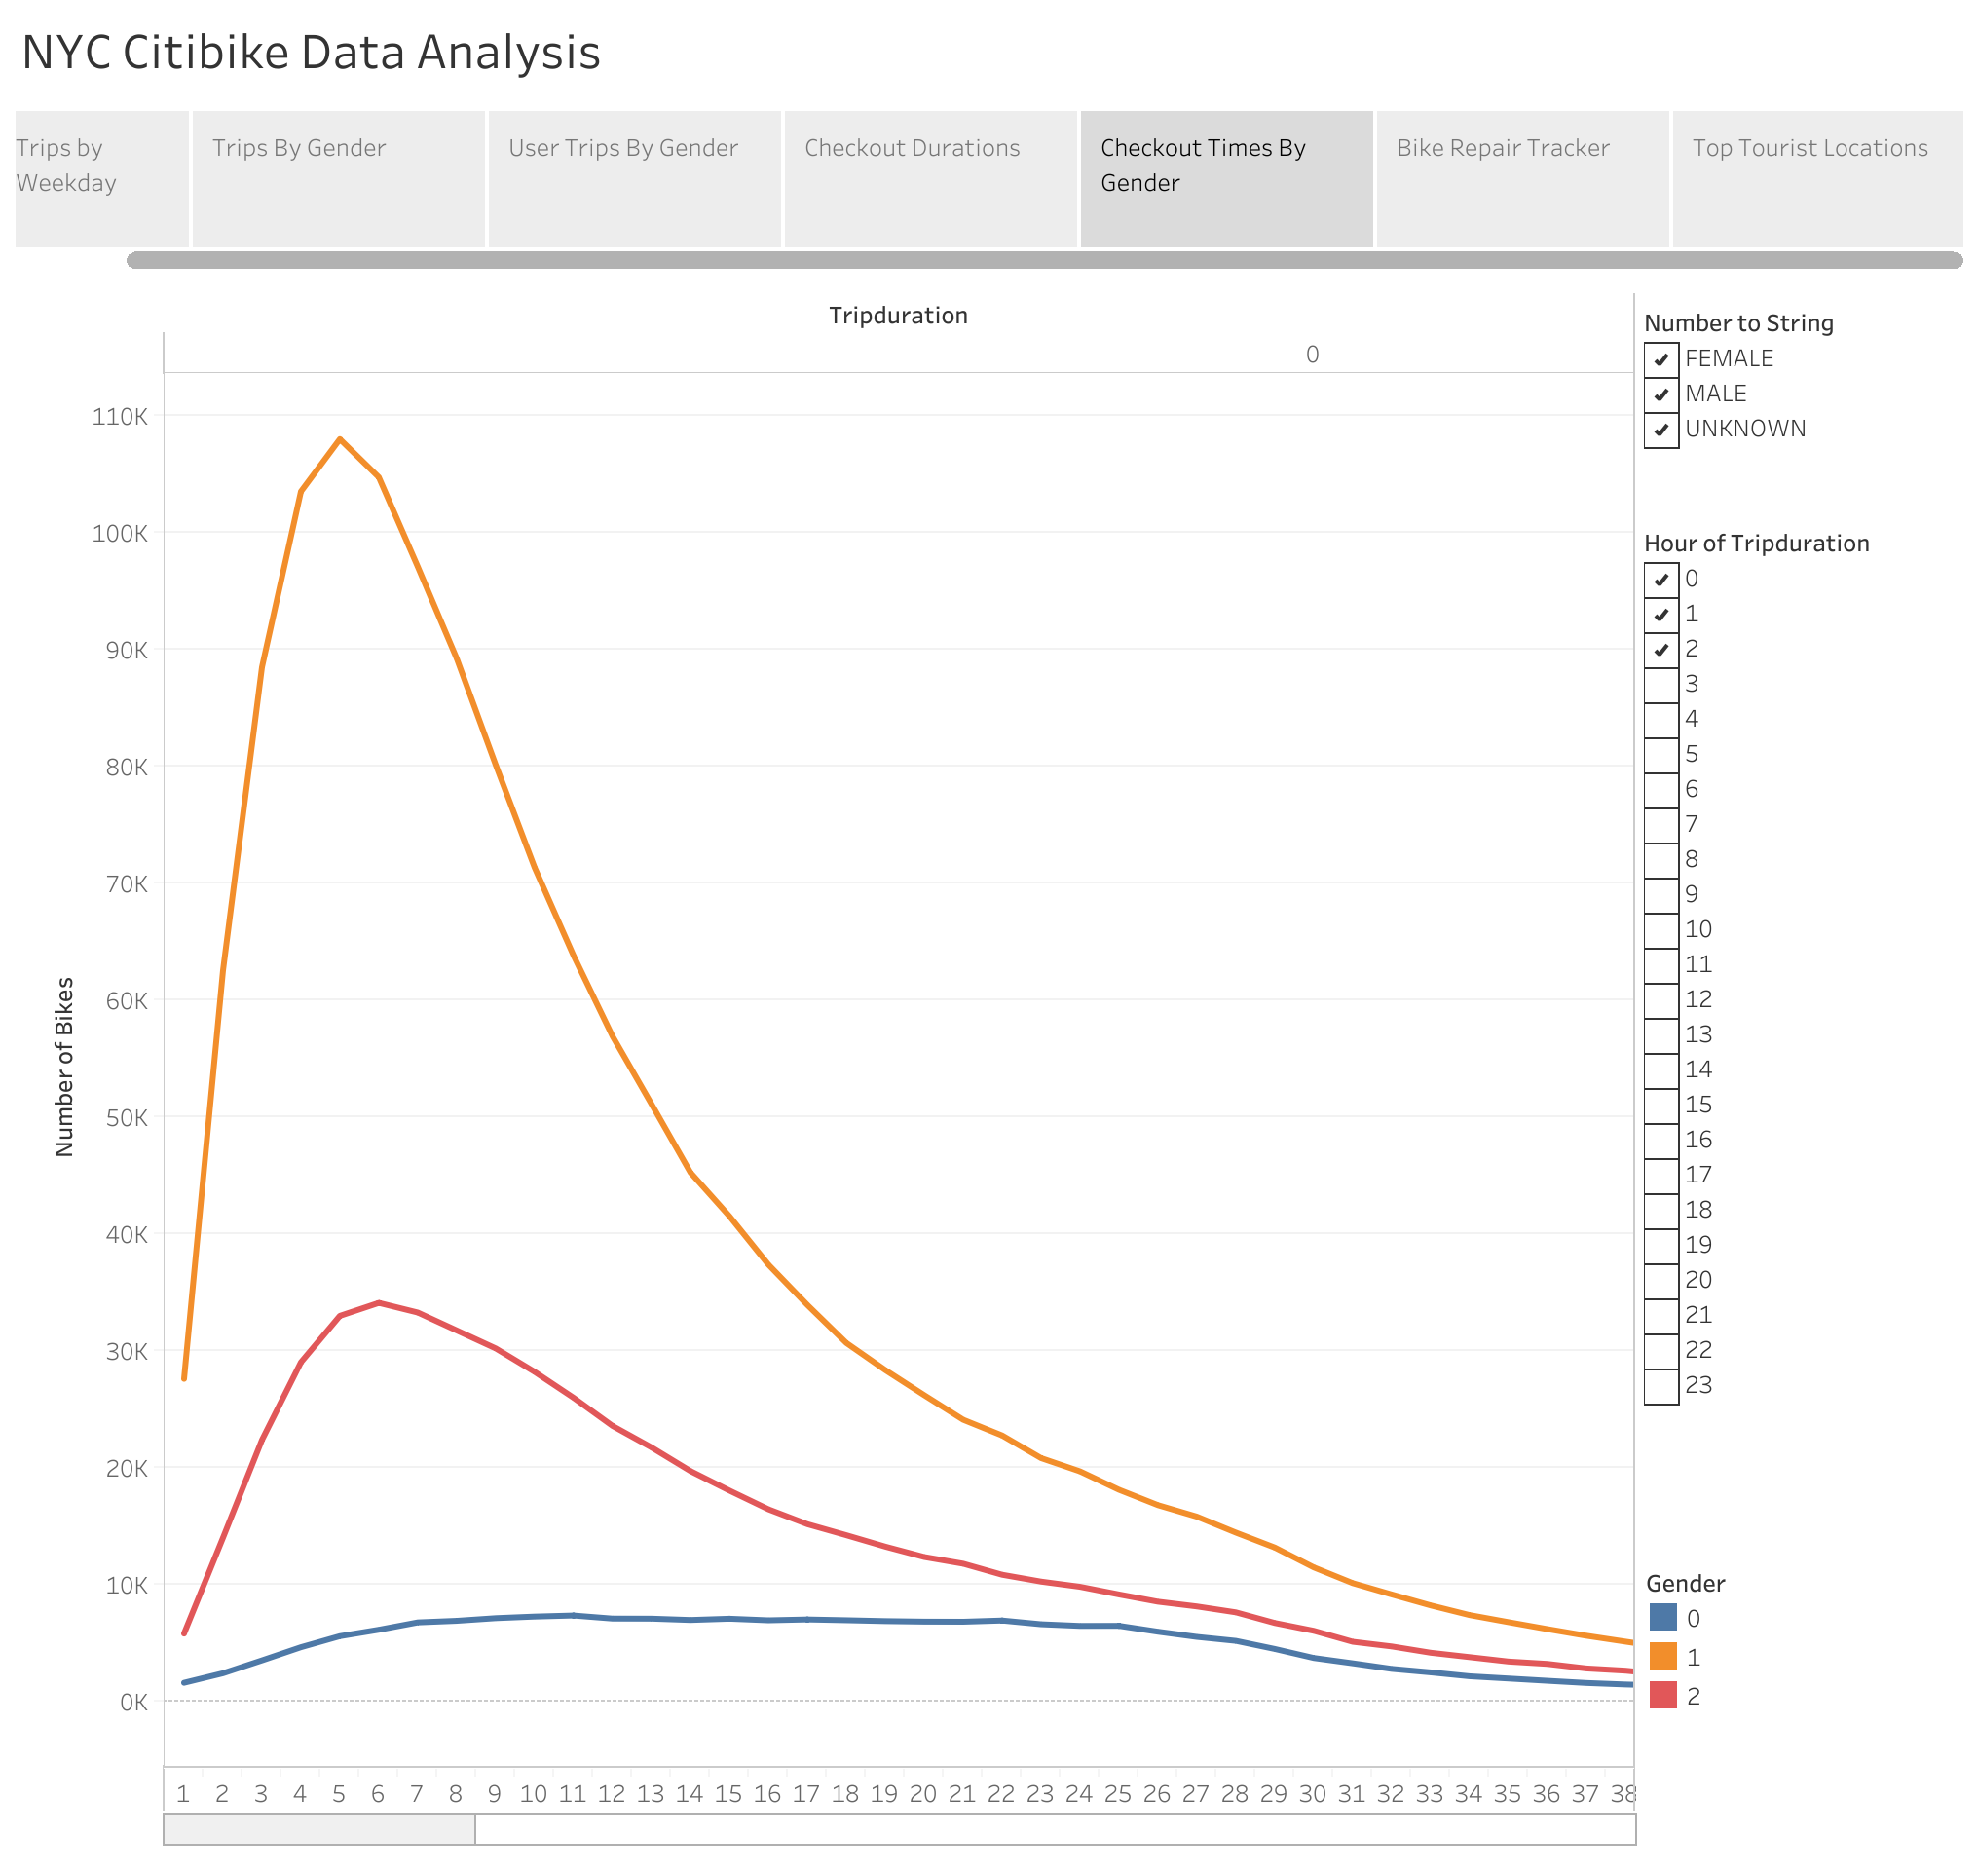 NYC Citibike Data Analysis
Trips by
Weekday
Trips By Gender
User Trips By Gender
Checkout Durations
Checkout Times By
Gender
Bike Repair Tracker
Top Tourist Locations
Tripduration
0
110K
100K
90K
80K
70K
60K
50K
40K
30K
20K
10K
0K
Number of Bikes
1 2 3 4 5 6 7 8 9 10 11 12 13 14 15 16 17 18 19 20 21 22 23 24 25 26 27 28 29 30 31 32 33 34 35 36 37 38
Number to String
FEMALE
MALE
UNKNOWN
Hour of Tripduration
0
1
2
3
4
5
6
7
8
9
10
11
12
13
14
15
16
17
18
19
20
21
22
23
Gender
0
1
2